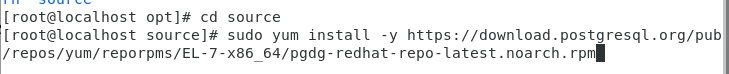 [root@localhost opt]# cd source
[root@localhost source]# sudo yum install -y https://download.postgresql.org/pub
/repos/yum/reporpms/EL-7-x86_64/pgdg-redhat-repo-latest.noarch.rpm